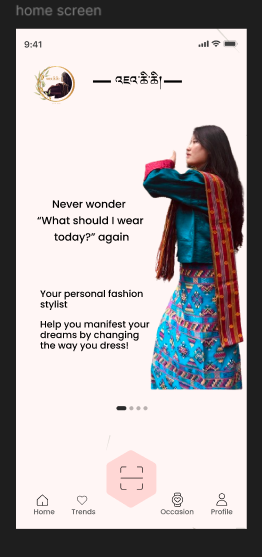 home screen
9:41
Never wonder
“What should I wear
today?” again
Your personal fashion
stylist
Help you manifest your
dreams by changing
the way you dress!
Home
Trends
Occasion
Profile